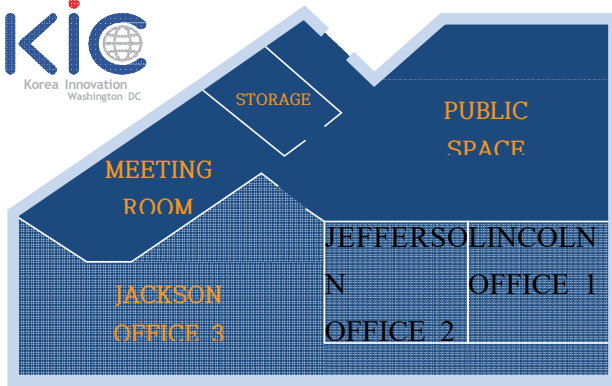 KiC
Korea Innovation
Washington DC
STORAGE
PUBLIC
SPACE
MEETING
ROOM
JEFFERSO
N
OFFICE 2
LINCOLN
OFFICE 1
JACKSON
OFFICE 3